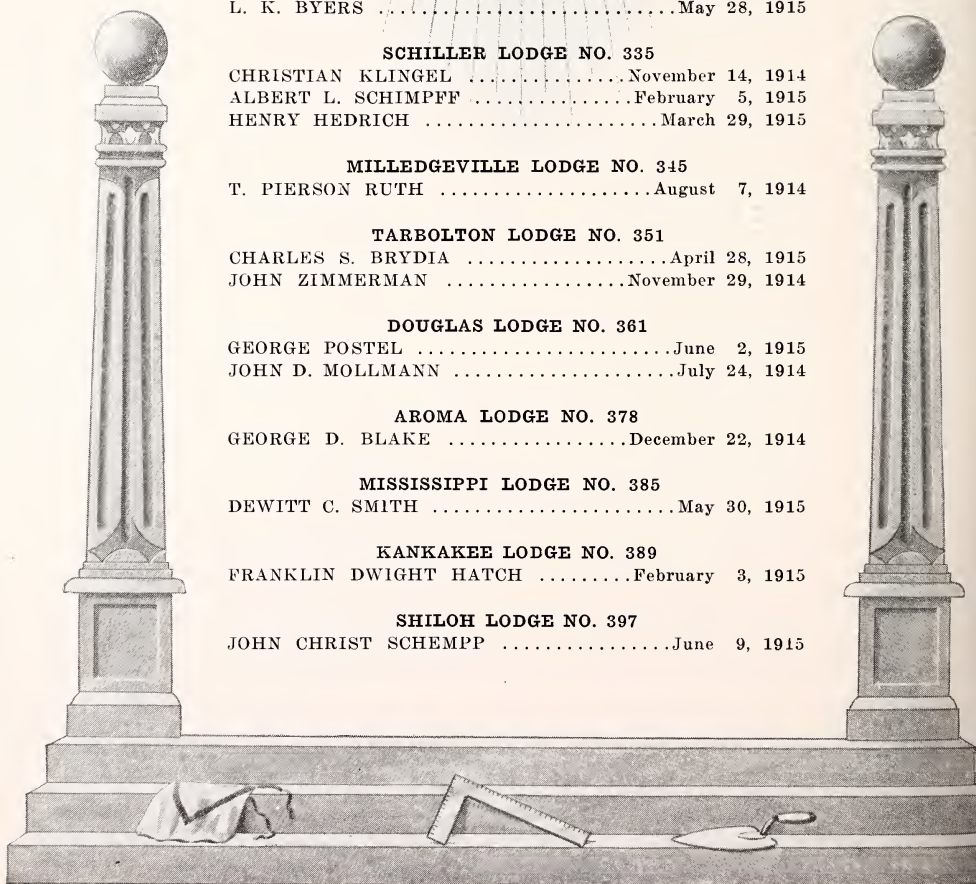 L. K. BYERS ............................May 28, 1915
SCHILLER LODGE NO. 335
CHRISTIAN KLINGEL ...............November 14, 1914
ALBERT L. SCHIMPFF ...............February 5, 1915
HENRY HEDRICH ......................March 29, 1915
MILLEDGEVILLE LODGE NO. 345
T. PIERSON RUTH ....................August 7, 1914
TARBOLTON LODGE NO. 351
CHARLES S. BRYDIA ...................April 28, 1915
JOHN ZIMMERMAN .................November 29, 1914
DOUGLAS LODGE NO. 361
GEORGE POSTEL ........................June 2, 1915
JOHN D. MOLLMANN .....................July 24, 1914
AROMA LODGE NO. 378
GEORGE D. BLAKE .................December 22, 1914
MISSISSIPPI LODGE NO. 385
DEWITT C. SMITH .......................May 30, 1915
KANKAKEE LODGE NO. 389
FRANKLIN DWIGHT HATCH .........February 3, 1915
SHILOH LODGE NO. 397
JOHN CHRIST SCHEMPP ................June 9, 1915